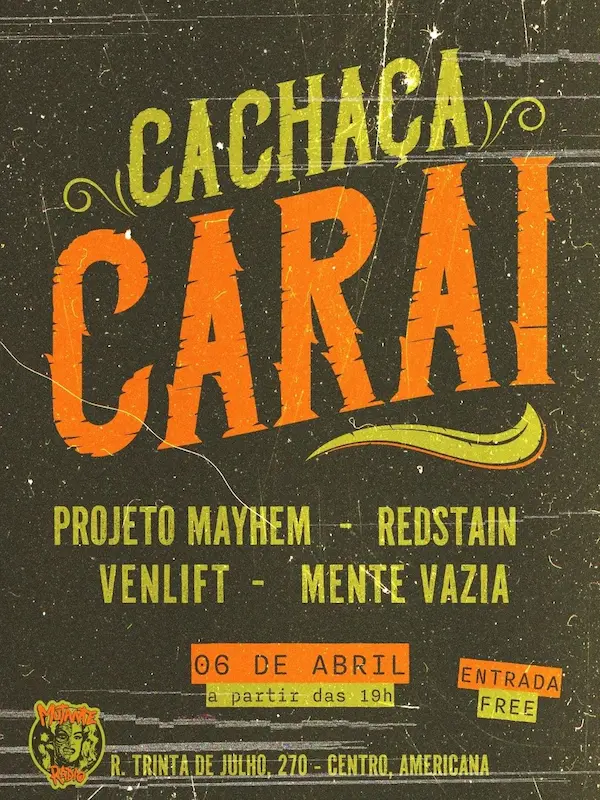 CACHAÇA
CARAI
PROJETO MAYHEM - REDSTAIN
VENLIFT - MENTE VAZIA
06 DE ABRIL
a partir das 19h
ENTRADA
FREE
R. TRINTA DE JULHO, 270 - CENTRO, AMERICANA